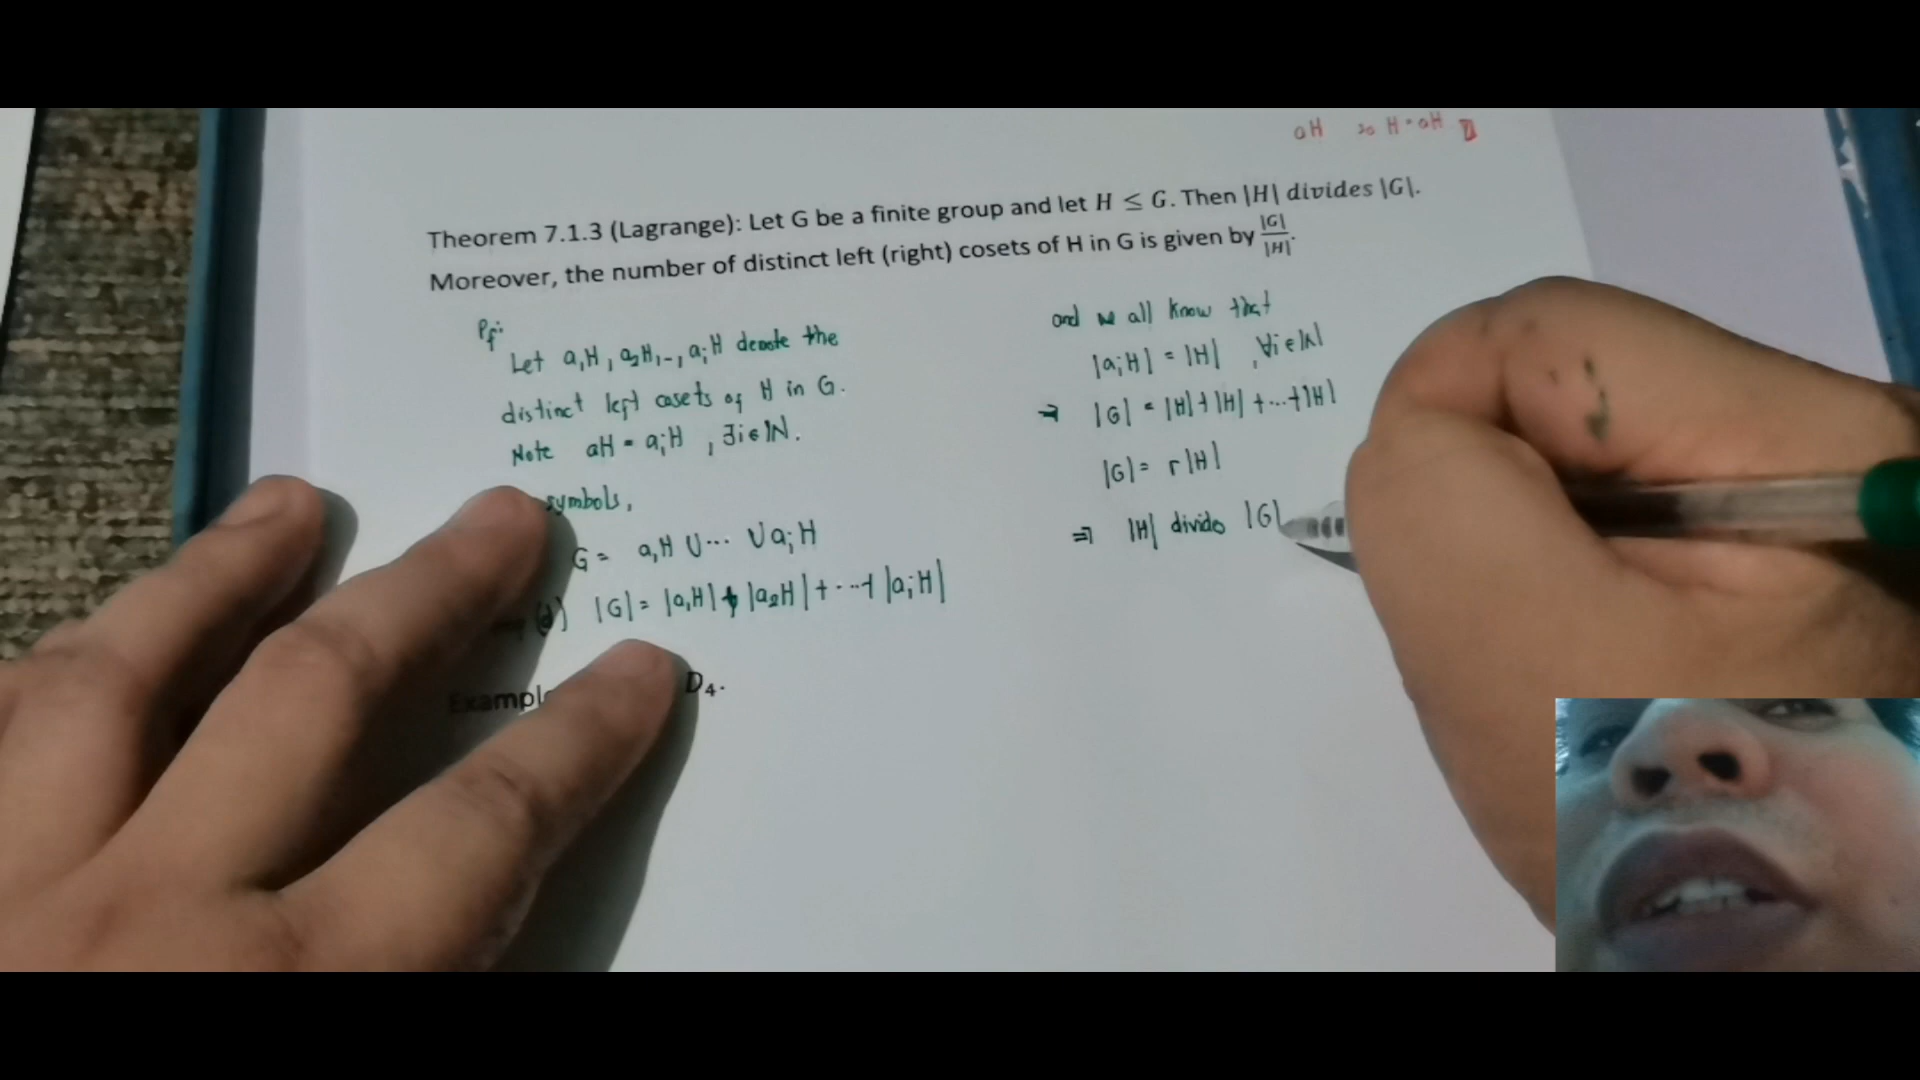 aH so H = aH
Theorem 7.1.3 (Lagrange): Let G be a finite group and let H ≤ G. Then |H| divides |G|.
Moreover, the number of distinct left (right) cosets of H in G is given by |G|/|H|.
Pf:
Let a₁H, a₂H, -, aᵢH denote the
distinct left cosets of H in G.
Note aH = aᵢH , ∃i∈ℕ.
symbols,
G = a₁H ∪ ... ∪ aᵢH
|G| = |a₁H| + |a₂H| + ... + |aᵢH|
and we all know that
|aᵢH| = |H| , ∀i∈ℕ
⇒ |G| = |H| + |H| + ... + |H|
|G| = r|H|
⇒ |H| divides |G|
D₄.